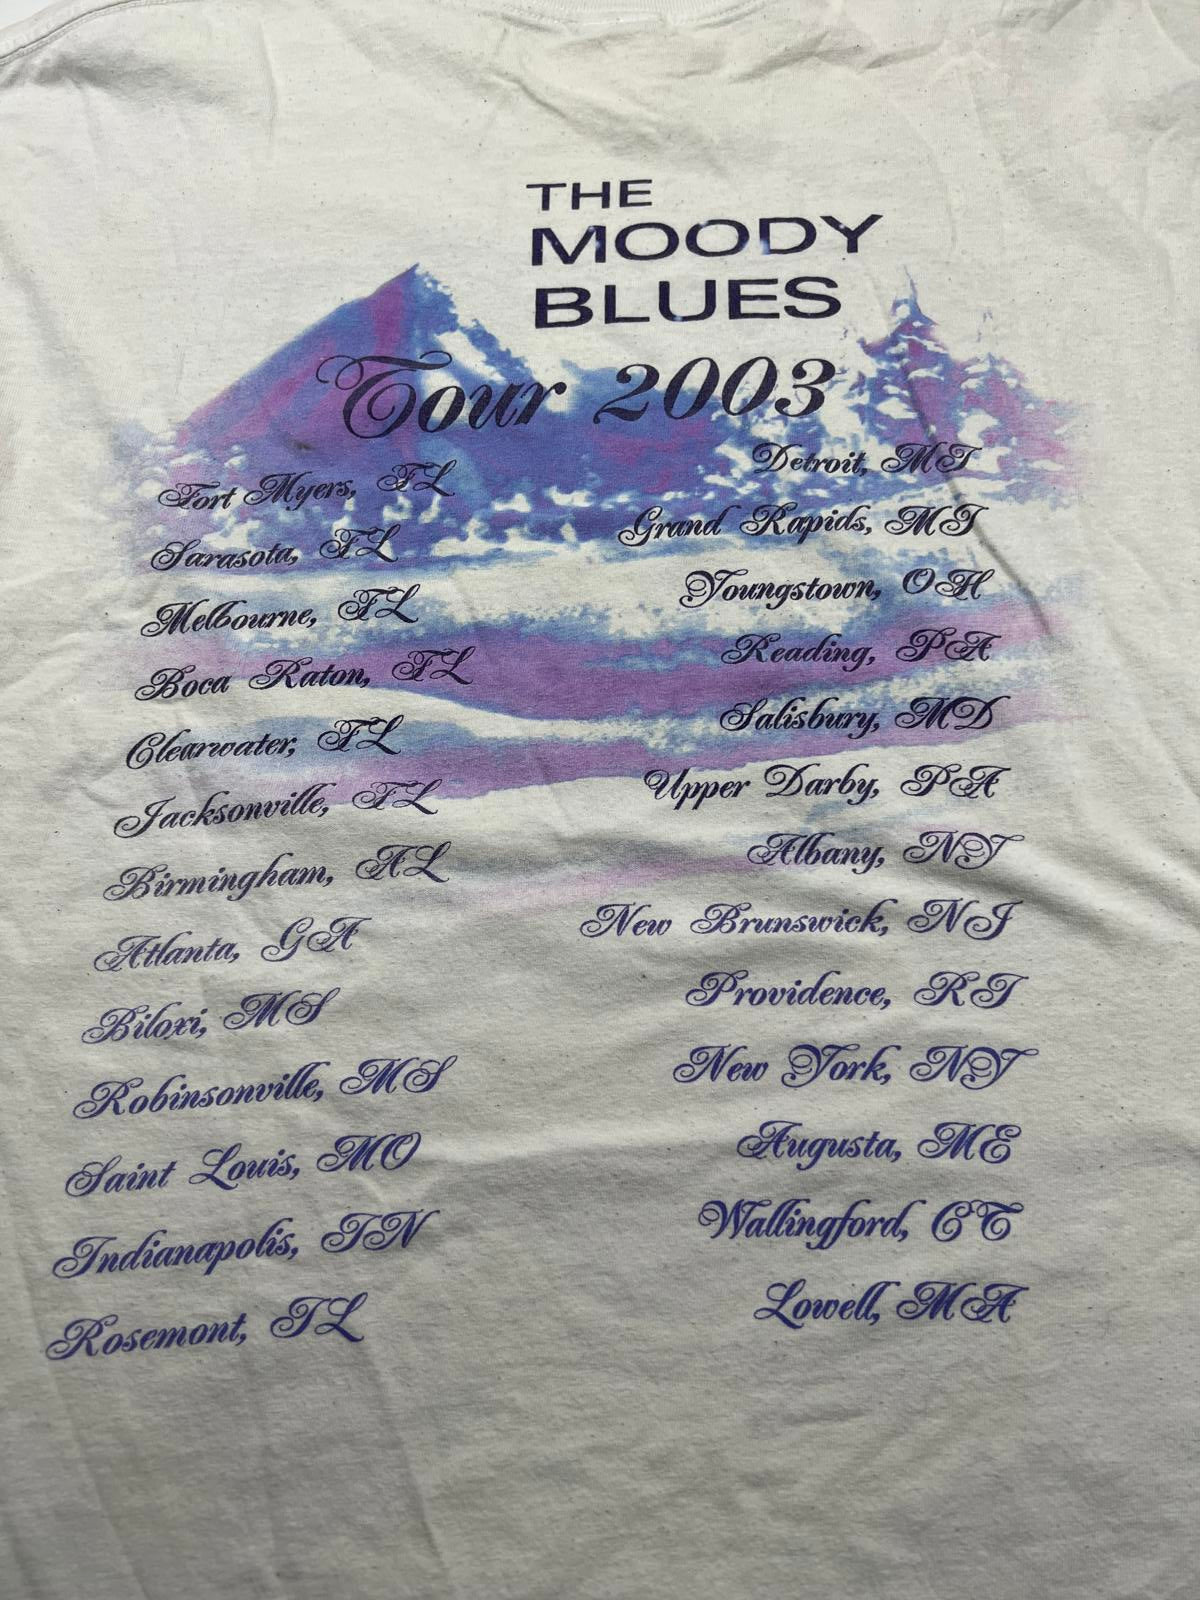 THE
MOODY
BLUES
Tour 2003
Fort Myers, FL
Sarasota, FL
Melbourne, FL
Boca Raton, FL
Clearwater, FL
Jacksonville, FL
Birmingham, AL
Atlanta, GA
Biloxi, MS
Robinsonville, MS
Saint Louis, MO
Indianapolis, IN
Rosemont, IL
Detroit, MI
Grand Rapids, MI
Youngstown, OH
Reading, PA
Salisbury, MD
Upper Darby, PA
Albany, NY
New Brunswick, NJ
Providence, RI
New York, NY
Augusta, ME
Wallingford, CT
Lowell, MA